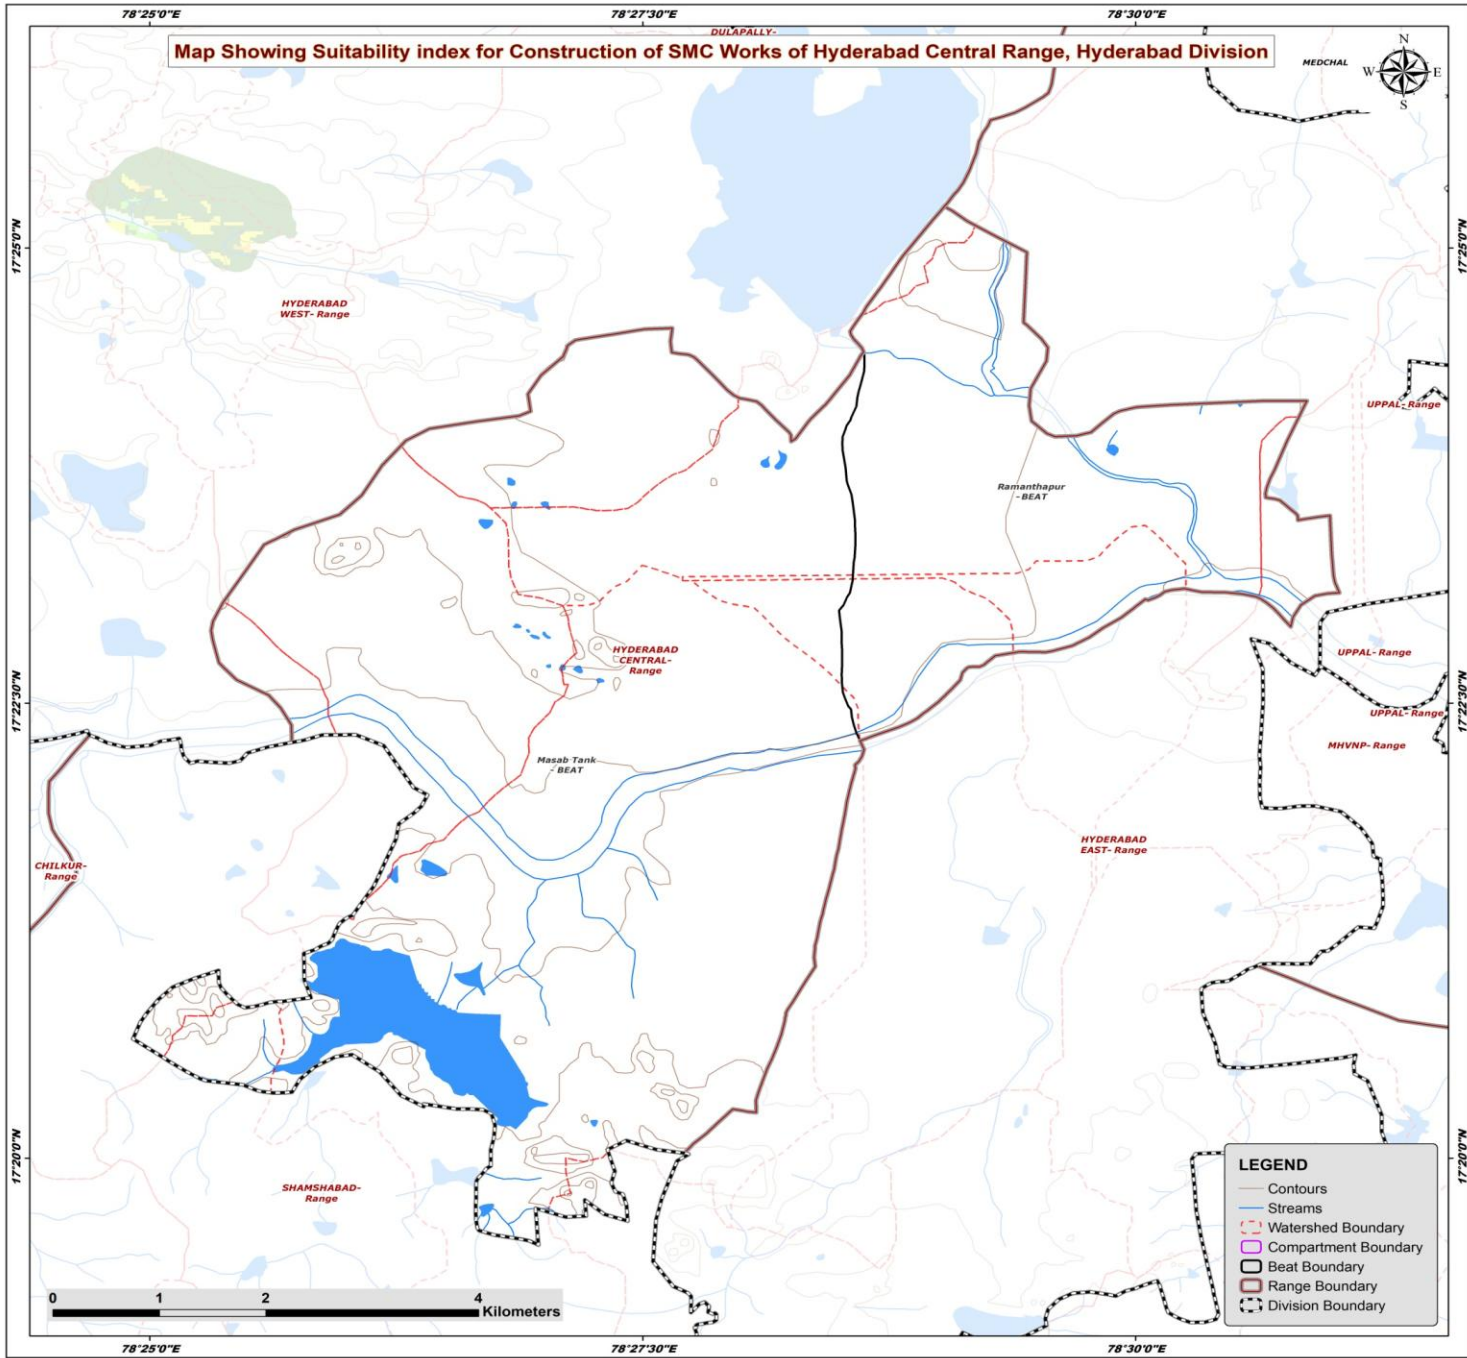 78°25'0"E
78°27'30"E
78°30'0"E
DULAPALLY-
Map Showing Suitability index for Construction of SMC Works of Hyderabad Central Range, Hyderabad Division
MEDCHAL
N
W
E
S
17°25'0"N
17°25'0"N
HYDERABAD
WEST- Range
UPPAL- Range
Ramanthapur
-BEAT
HYDERABAD
CENTRAL-
Range
UPPAL- Range
17°22'30"N
17°22'30"N
UPPAL- Range
MHVNP-Range
Masab Tank
- BEAT
HYDERABAD
EAST- Range
CHILKUR-
Range
17°20'0"N
17°20'0"N
SHAMSHABAD-
Range
LEGEND
Contours
Streams
Watershed Boundary
Compartment Boundary
Beat Boundary
Range Boundary
Division Boundary
0
1
2
4
Kilometers
78°25'0"E
78°27'30"E
78°30'0"E